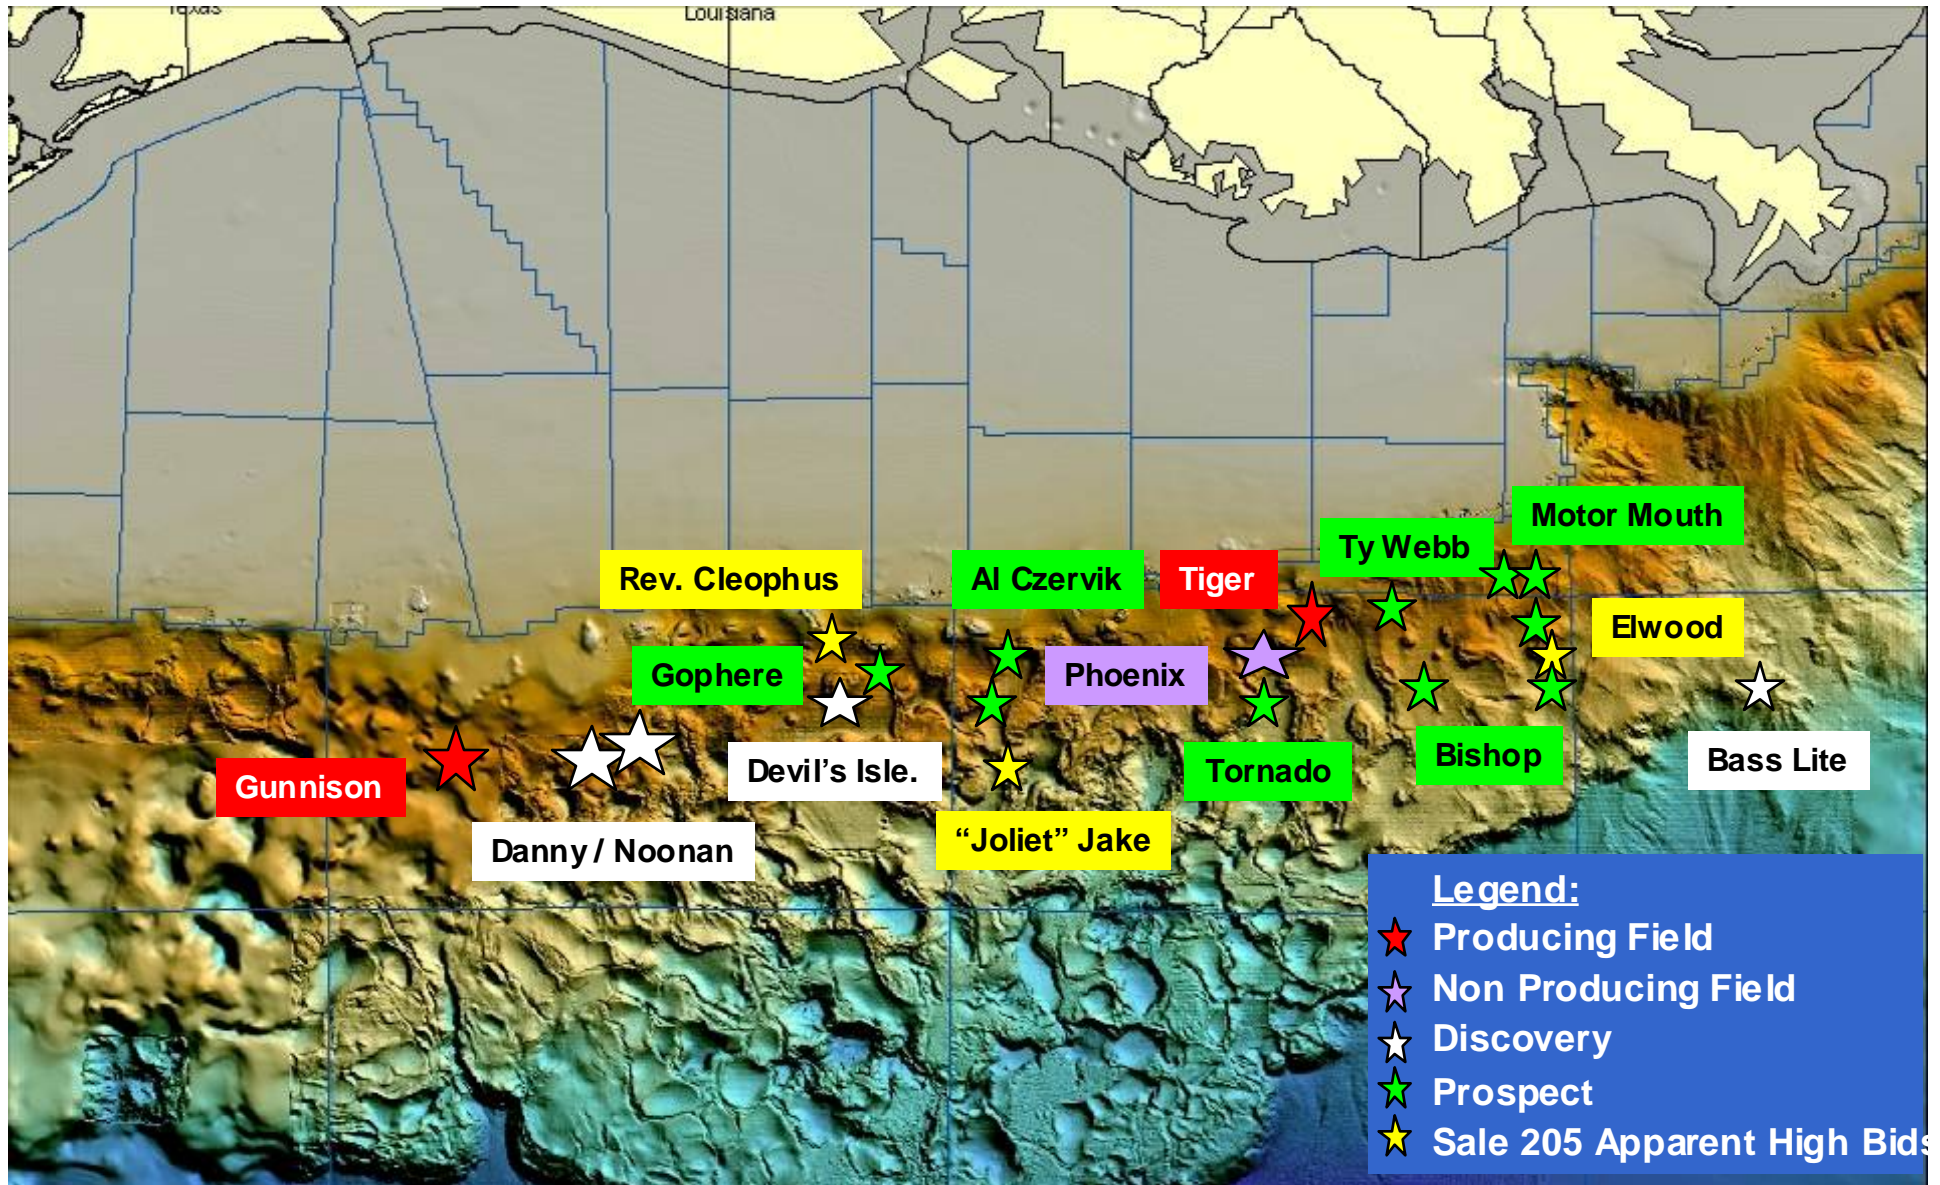 Texas
Louisiana
Motor Mouth
Ty Webb
Rev. Cleophus
Al Czervik
Tiger
Elwood
Gophere
Phoenix
Bishop
Bass Lite
Devil's Isle.
Tornado
Gunnison
"Joliet" Jake
Danny / Noonan
Legend:
Producing Field
Non Producing Field
Discovery
Prospect
Sale 205 Apparent High Bids